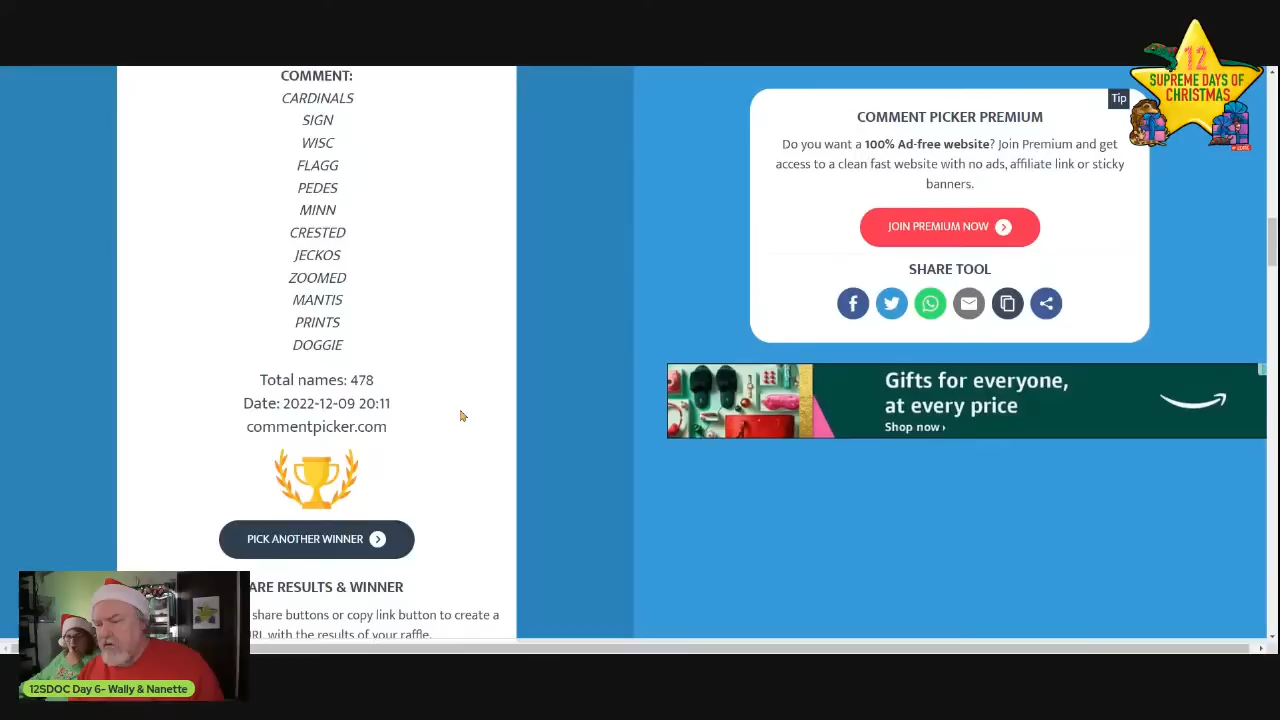 COMMENT:
CARDINALS
SIGN
WISC
FLAGG
PEDES
MINN
CRESTED
JECKOS
ZOOMED
MANTIS
PRINTS
DOGGIE
Total names: 478
Date: 2022-12-09 20:11
commentpicker.com
PICK ANOTHER WINNER
ARE RESULTS & WINNER
share buttons or copy link button to create a
URL with the results of your raffle.
Tip
COMMENT PICKER PREMIUM
Do you want a 100% Ad-free website? Join Premium and get
access to a clean fast website with no ads, affiliate link or sticky
banners.
JOIN PREMIUM NOW
SHARE TOOL
Gifts for everyone,
at every price
Shop now ›
12
SUPREME DAYS OF
CHRISTMAS
12SDOC Day 6- Wally & Nanette